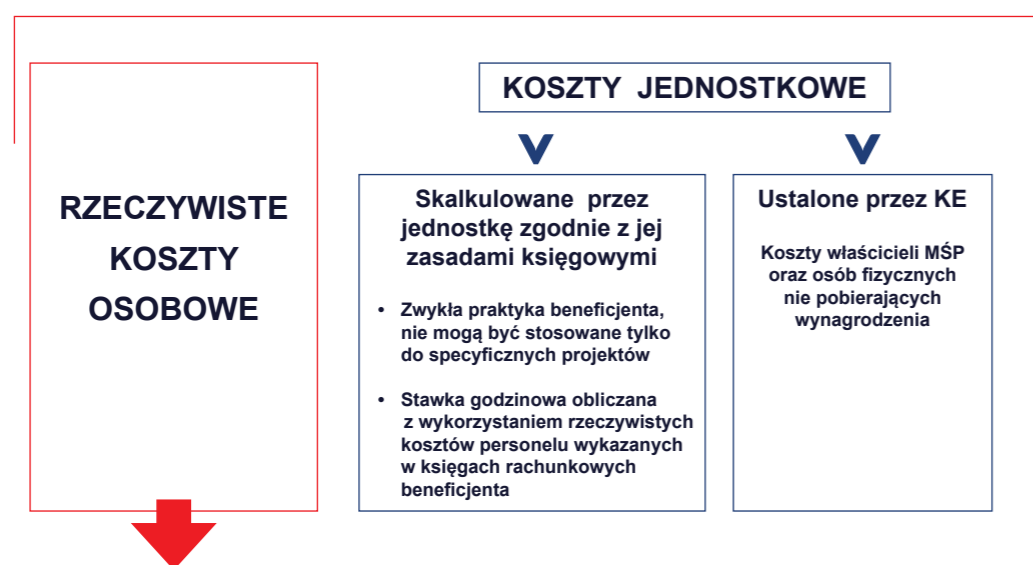 RZECZYWISTE
KOSZTY
OSOBOWE
KOSZTY JEDNOSTKOWE
Skalkulowane przez
jednostkę zgodnie z jej
zasadami księgowymi
• Zwykła praktyka beneficjenta,
nie mogą być stosowane tylko
do specyficznych projektów
• Stawka godzinowa obliczana
z wykorzystaniem rzeczywistych
kosztów personelu wykazanych
w księgach rachunkowych
beneficjenta
Ustalone przez KE
Koszty właścicieli MŚP
oraz osób fizycznych
nie pobierających
wynagrodzenia